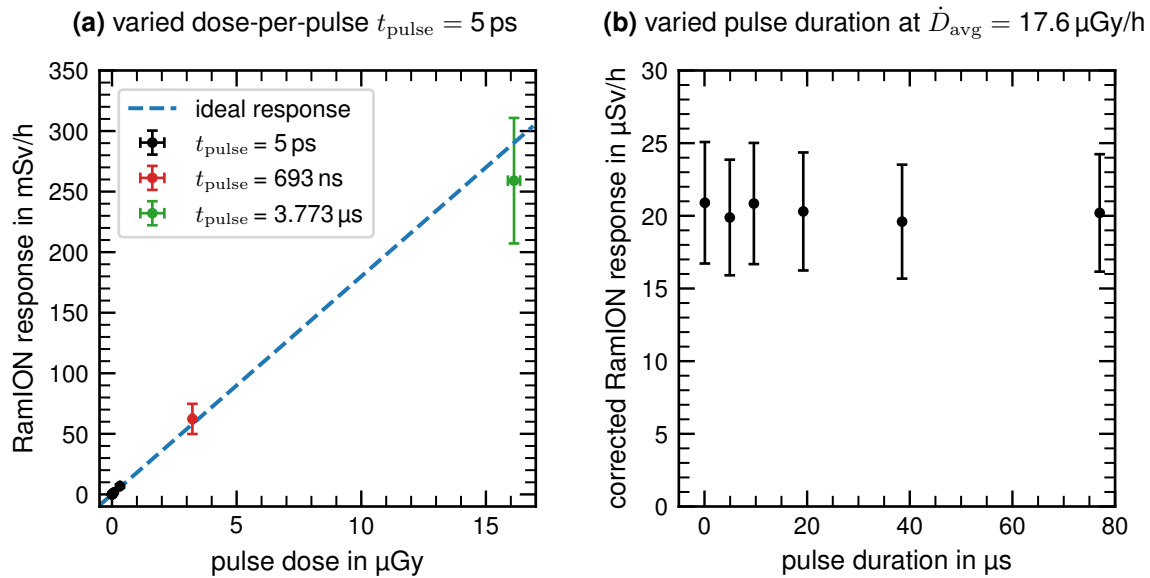 (a) varied dose-per-pulse t_pulse = 5 ps
350
300
250
200
150
100
50
0
RamION response in mSv/h
ideal response
t_pulse = 5 ps
t_pulse = 693 ns
t_pulse = 3.773 µs
0 5 10 15
pulse dose in µGy
(b) varied pulse duration at Ḋ_avg = 17.6 µGy/h
30
25
20
15
10
5
0
corrected RamION response in µSv/h
0 20 40 60 80
pulse duration in µs